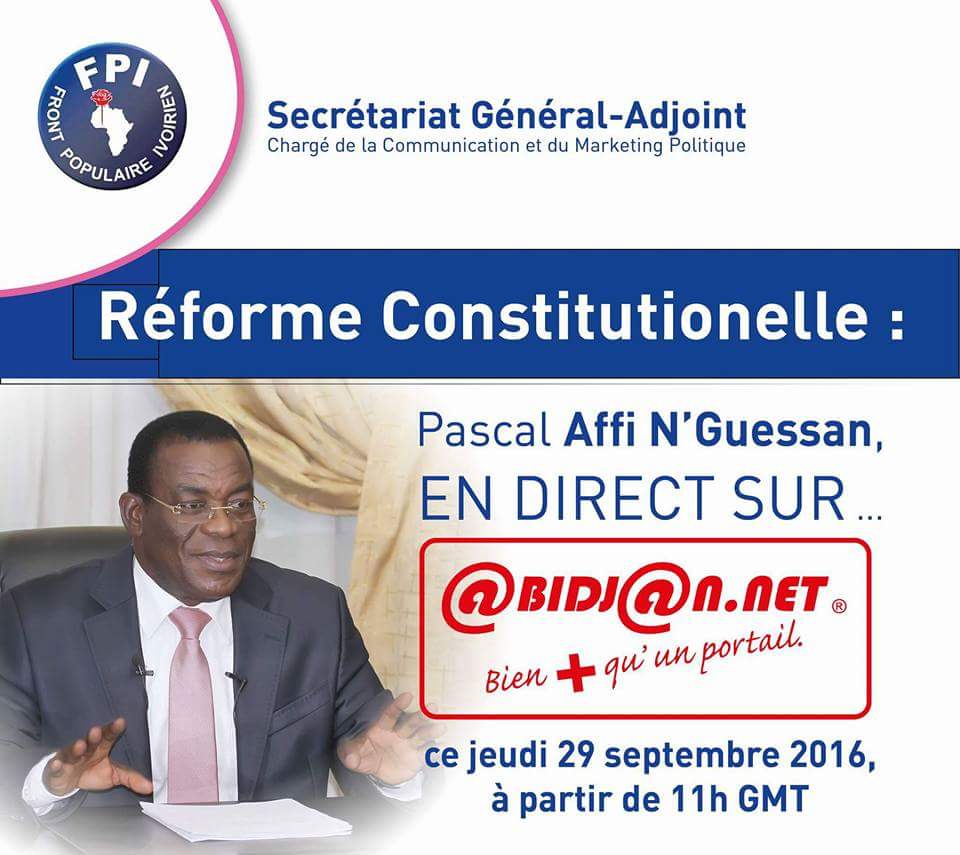 FPI
FRONT POPULAIRE IVOIRIEN
Secrétariat Général-Adjoint
Chargé de la Communication et du Marketing Politique
Réforme Constitutionelle :
Pascal Affi N'Guessan,
EN DIRECT SUR ...
@BIDJ@N.NET ®
Bien + qu'un portail.
ce jeudi 29 septembre 2016,
à partir de 11h GMT